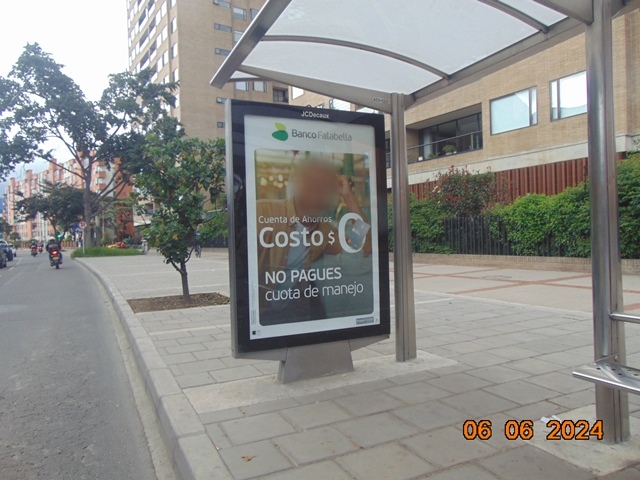 JCDecaux
Banco Falabella
Cuenta de Ahorros
Costo $0
NO PAGUES
cuota de manejo
06 06 2024